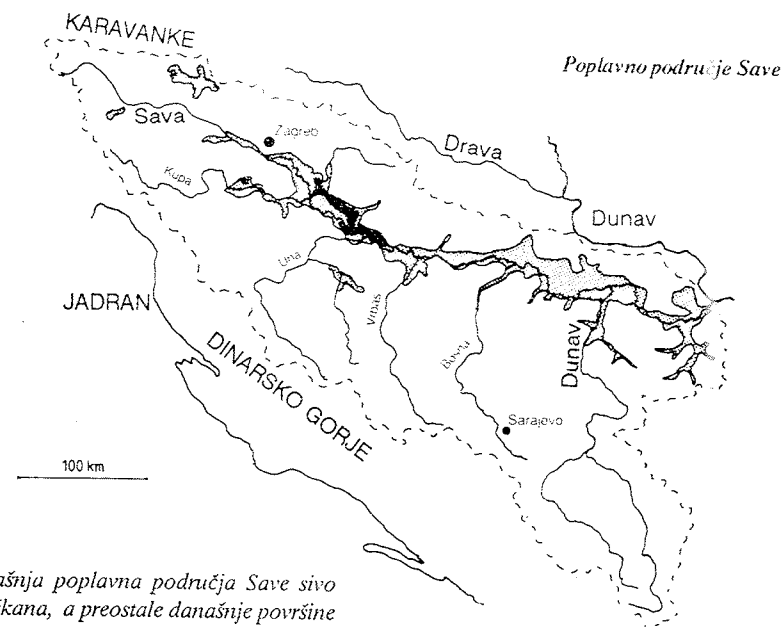 KARAVANKE
Poplavno područje Save
Sava
Zagreb
Drava
Kupa
Dunav
Una
JADRAN
Vrbas
Bosna
Dunav
DINARSKO GORJE
Sarajevo
100 km
ašnja poplavna područja Save sivo
kana, a preostale današnje površine